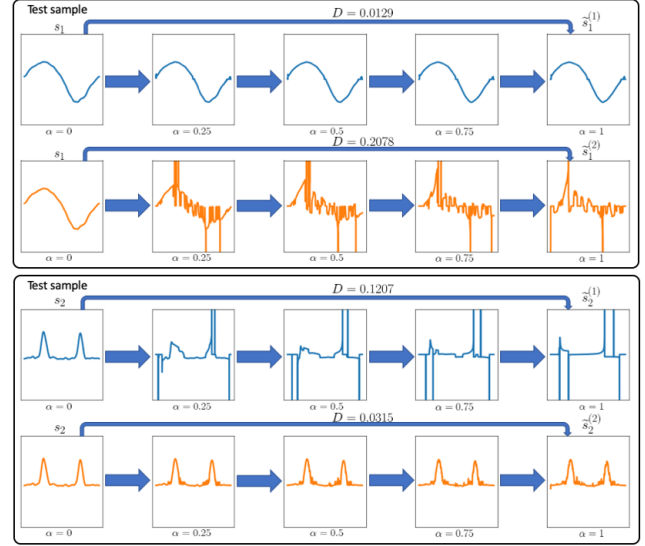 Test sample
D = 0.0129
s₁ s̃₁⁽¹⁾
α = 0 α = 0.25 α = 0.5 α = 0.75 α = 1
D = 0.2078
s₁ s̃₁⁽²⁾
α = 0 α = 0.25 α = 0.5 α = 0.75 α = 1
Test sample
D = 0.1207
s₂ s̃₂⁽¹⁾
α = 0 α = 0.25 α = 0.5 α = 0.75 α = 1
D = 0.0315
s₂ s̃₂⁽²⁾
α = 0 α = 0.25 α = 0.5 α = 0.75 α = 1